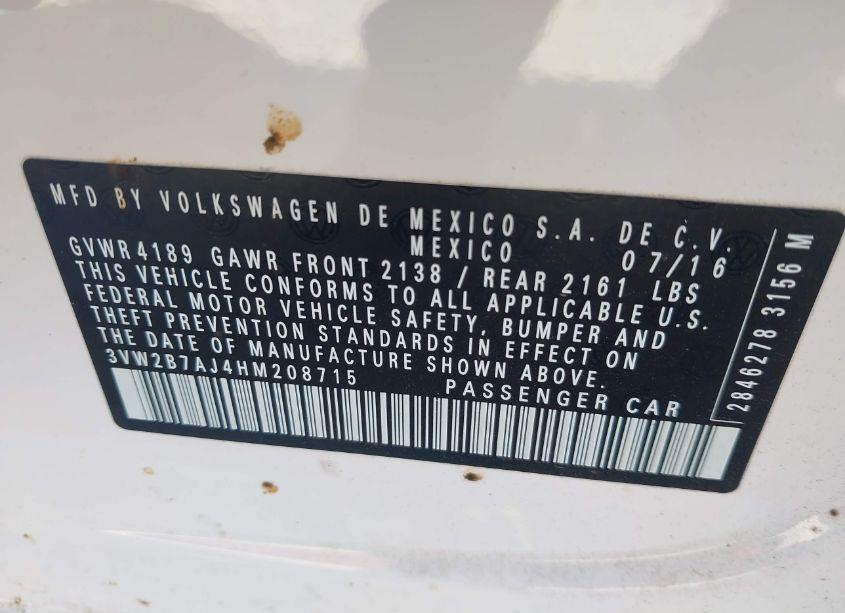 MFD BY VOLKSWAGEN DE MEXICO S.A. DE C.V.
MEXICO 07/16
GVWR 4189 GAWR FRONT 2138 / REAR 2161 LBS
THIS VEHICLE CONFORMS TO ALL APPLICABLE U.S.
FEDERAL MOTOR VEHICLE SAFETY, BUMPER AND
THEFT PREVENTION STANDARDS IN EFFECT ON
THE DATE OF MANUFACTURE SHOWN ABOVE.
3VW2B7AJ4HM208715 PASSENGER CAR
2846278 3156 M